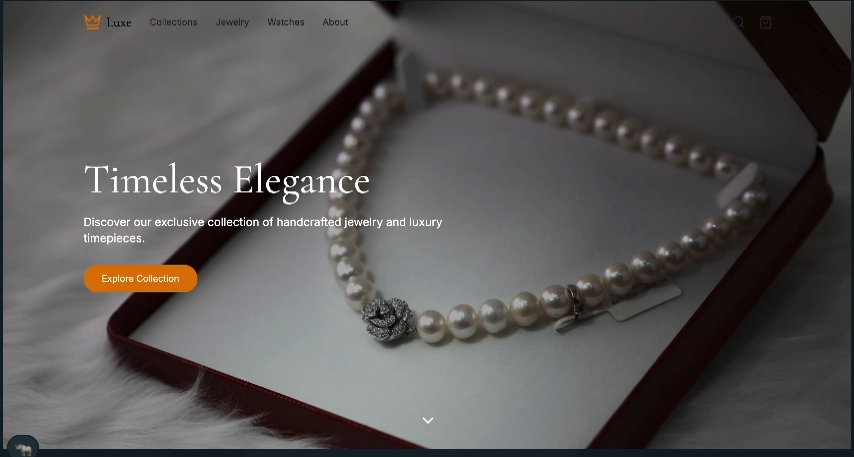 Luxe Collections Jewelry Watches About
Timeless Elegance
Discover our exclusive collection of handcrafted jewelry and luxury
timepieces.
Explore Collection